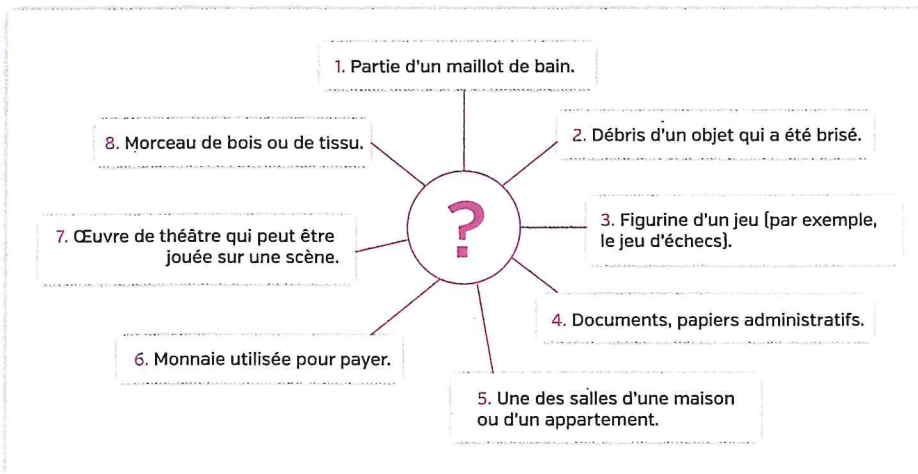 1. Partie d'un maillot de bain.
8. Morceau de bois ou de tissu.
2. Débris d'un objet qui a été brisé.
?
7. Œuvre de théâtre qui peut être
jouée sur une scène.
3. Figurine d'un jeu (par exemple,
le jeu d'échecs).
4. Documents, papiers administratifs.
6. Monnaie utilisée pour payer.
5. Une des salles d'une maison
ou d'un appartement.